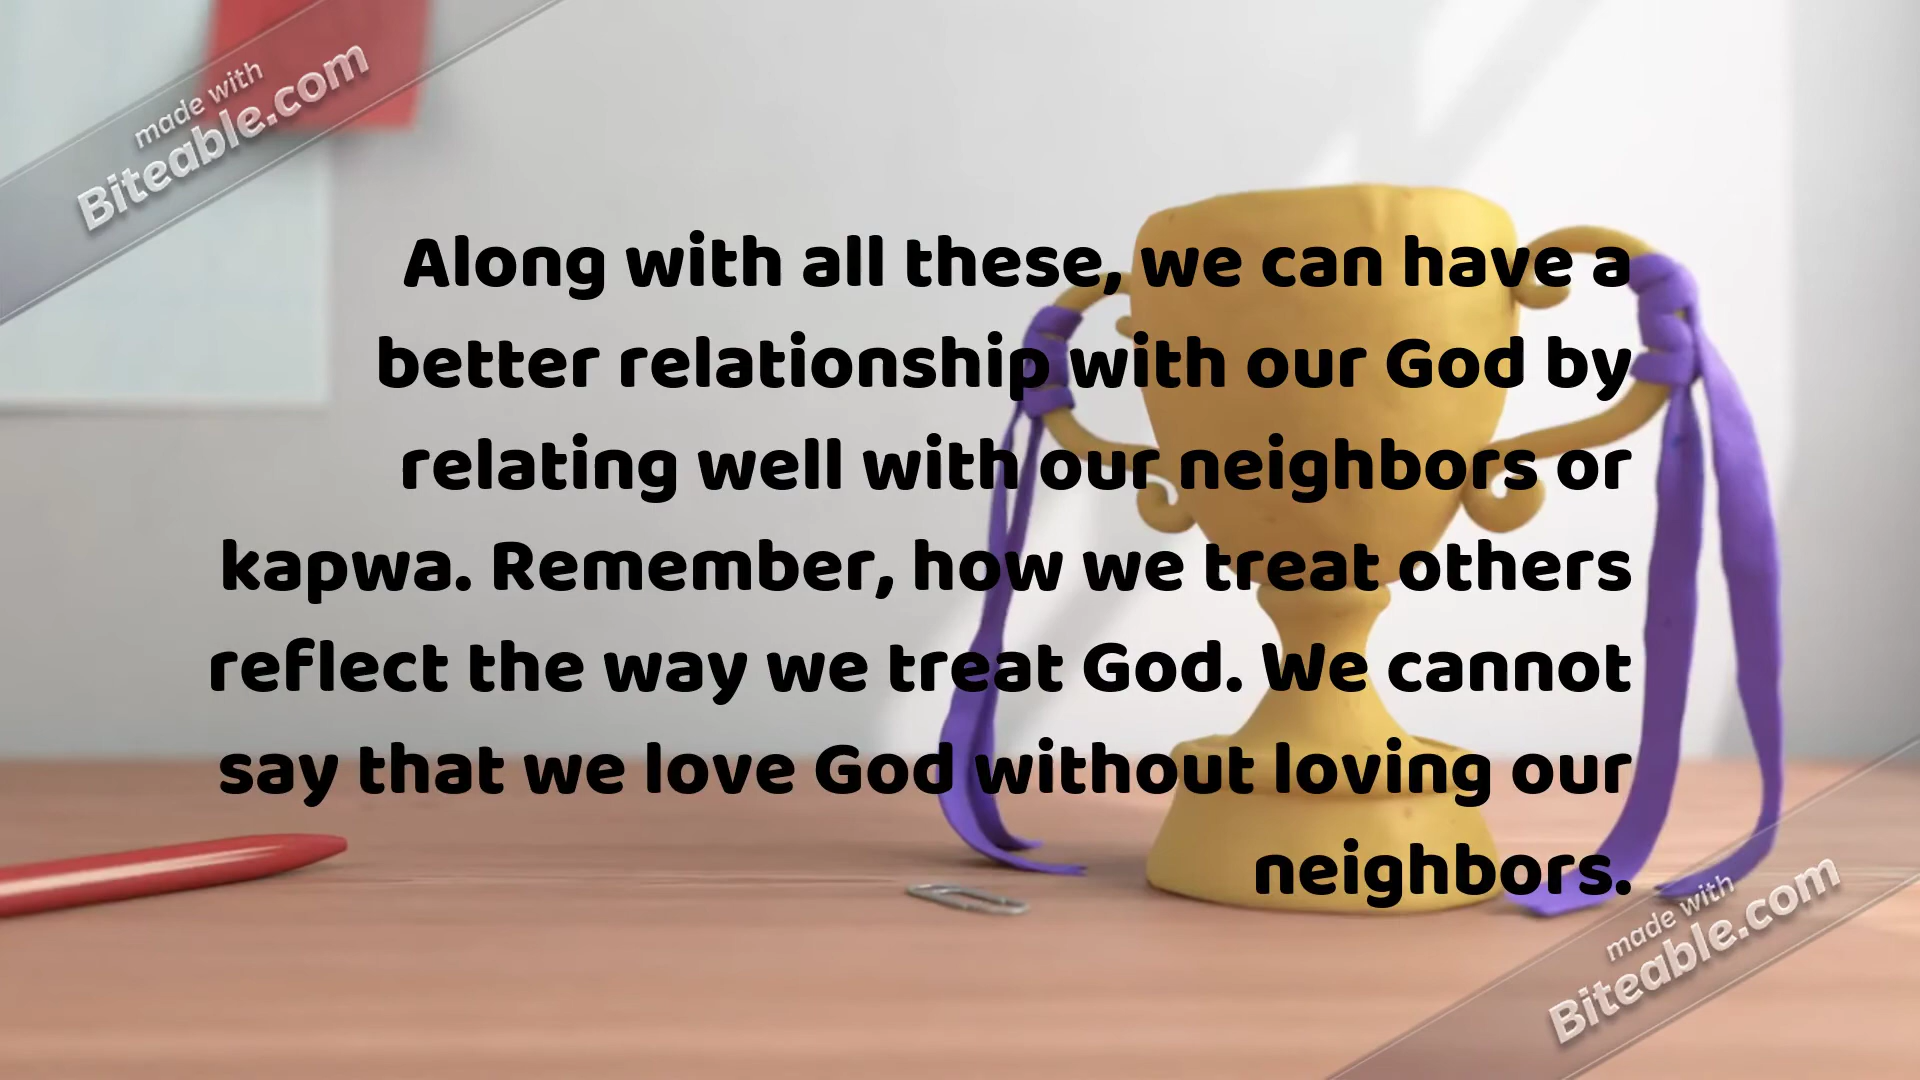 made with
Biteable.com
Along with all these, we can have a
better relationship with our God by
relating well with our neighbors or
kapwa. Remember, how we treat others
reflect the way we treat God. We cannot
say that we love God without loving our
neighbors.
made with
Biteable.com